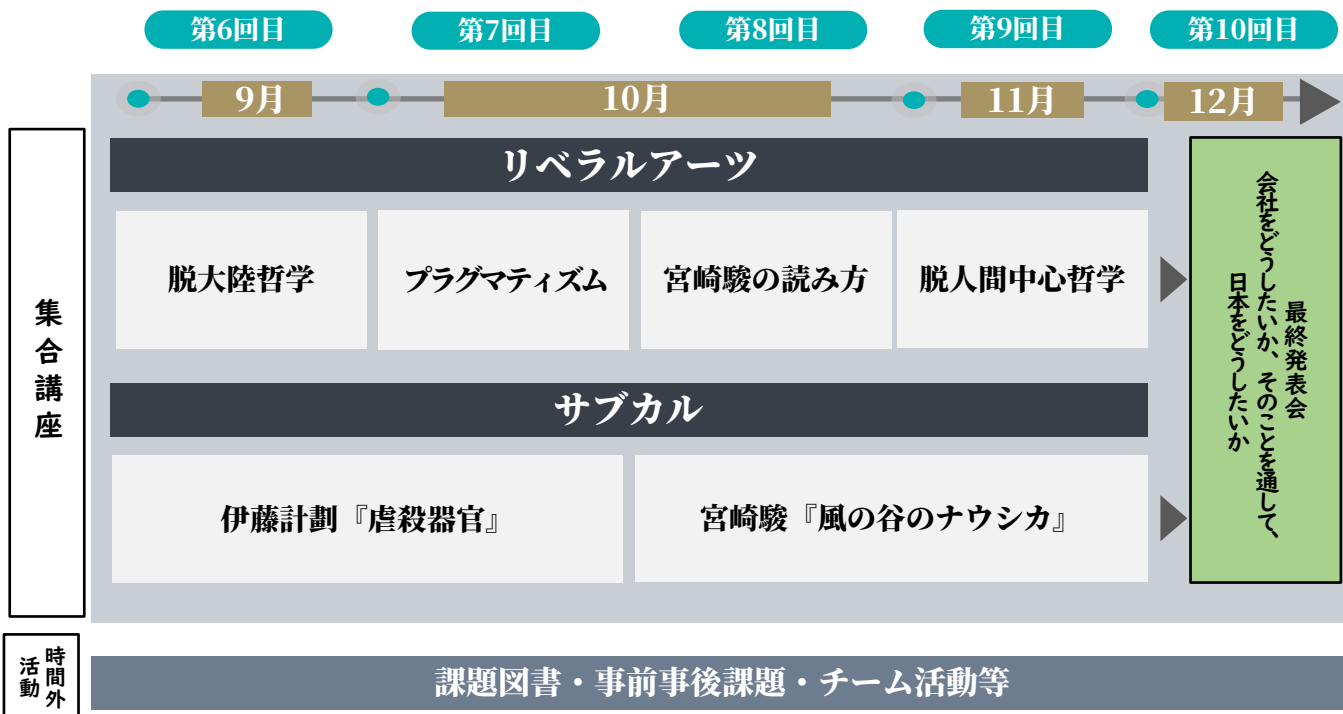 第6回目
第7回目
第8回目
第9回目
第10回目
9月
10月
11月
12月
集合講座
リベラルアーツ
脱大陸哲学
プラグマティズム
宮崎駿の読み方
脱人間中心哲学
サブカル
伊藤計劃『虐殺器官』
宮崎駿『風の谷のナウシカ』
最終発表会
会社をどうしたいか、そのことを通して、
日本をどうしたいか
時間外
活動
課題図書・事前事後課題・チーム活動等